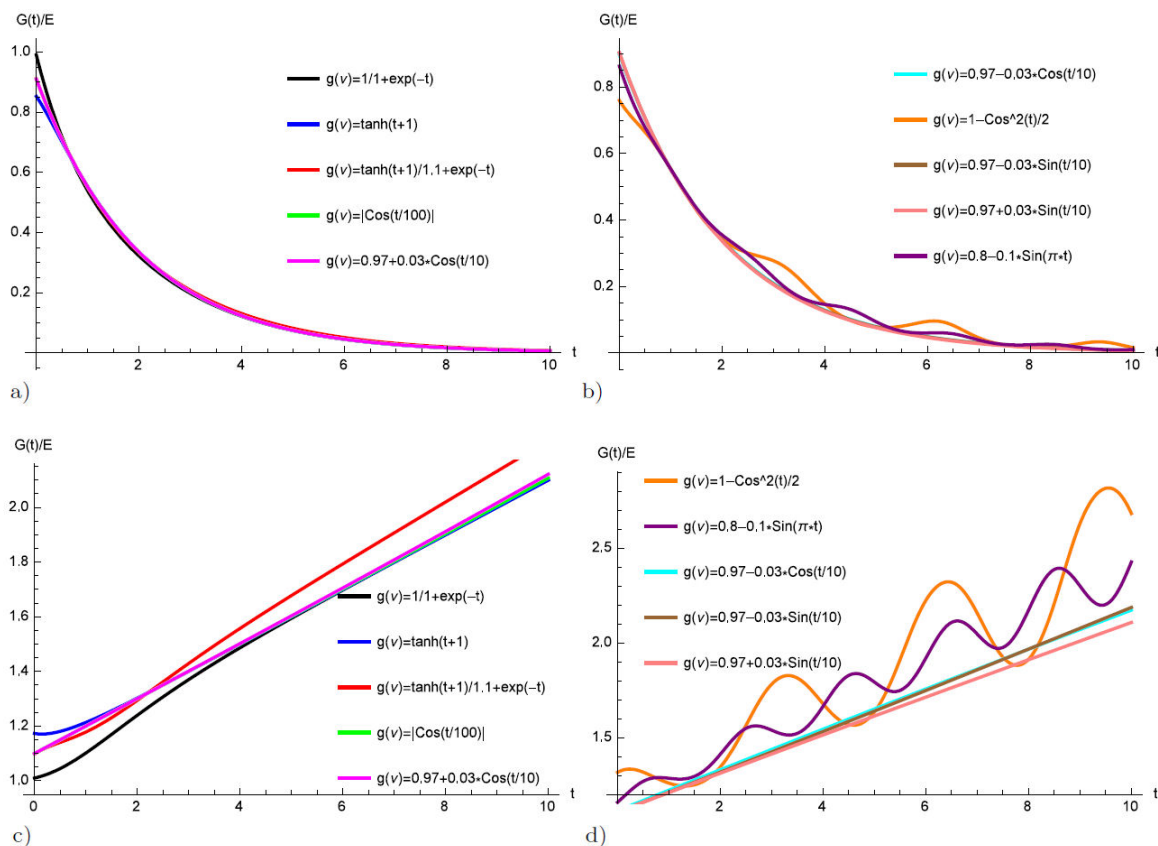 G(t)/E
1.0
0.8
0.6
0.4
0.2
2
4
6
8
10
t
g(v)=1/1+exp(−t)
g(v)=tanh(t+1)
g(v)=tanh(t+1)/1.1+exp(−t)
g(v)=|Cos(t/100)|
g(v)=0.97+0.03*Cos(t/10)
a)
G(t)/E
0.8
0.6
0.4
0.2
2
4
6
8
10
t
g(v)=0.97−0.03*Cos(t/10)
g(v)=1−Cos^2(t)/2
g(v)=0.97−0.03*Sin(t/10)
g(v)=0.97+0.03*Sin(t/10)
g(v)=0.8−0.1*Sin(π*t)
b)
G(t)/E
2.0
1.8
1.6
1.4
1.2
1.0
0
2
4
6
8
10
t
g(v)=1/1+exp(−t)
g(v)=tanh(t+1)
g(v)=tanh(t+1)/1.1+exp(−t)
g(v)=|Cos(t/100)|
g(v)=0.97+0.03*Cos(t/10)
c)
G(t)/E
2.5
2.0
1.5
2
4
6
8
10
t
g(v)=1−Cos^2(t)/2
g(v)=0.8−0.1*Sin(π*t)
g(v)=0.97−0.03*Cos(t/10)
g(v)=0.97−0.03*Sin(t/10)
g(v)=0.97+0.03*Sin(t/10)
d)